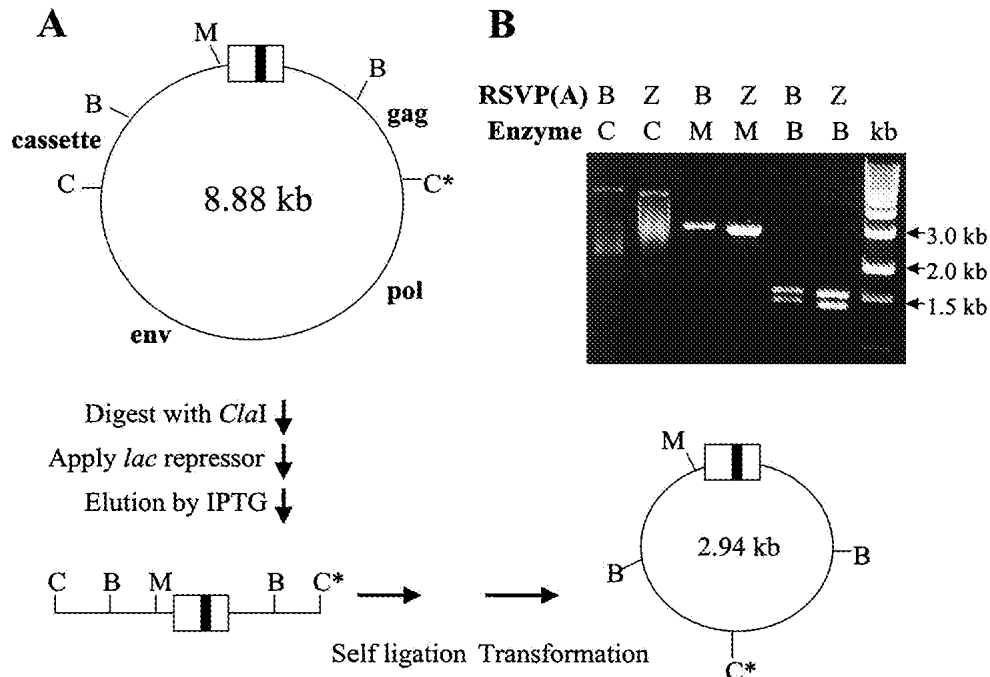 A
M
B
B
cassette
gag
C
C*
8.88 kb
pol
env
Digest with ClaI
Apply lac repressor
Elution by IPTG
C B M B C*
Self ligation Transformation
M
2.94 kb
B
B
C*
B
RSVP(A) B Z B Z B Z
Enzyme C C M M B B kb
3.0 kb
2.0 kb
1.5 kb